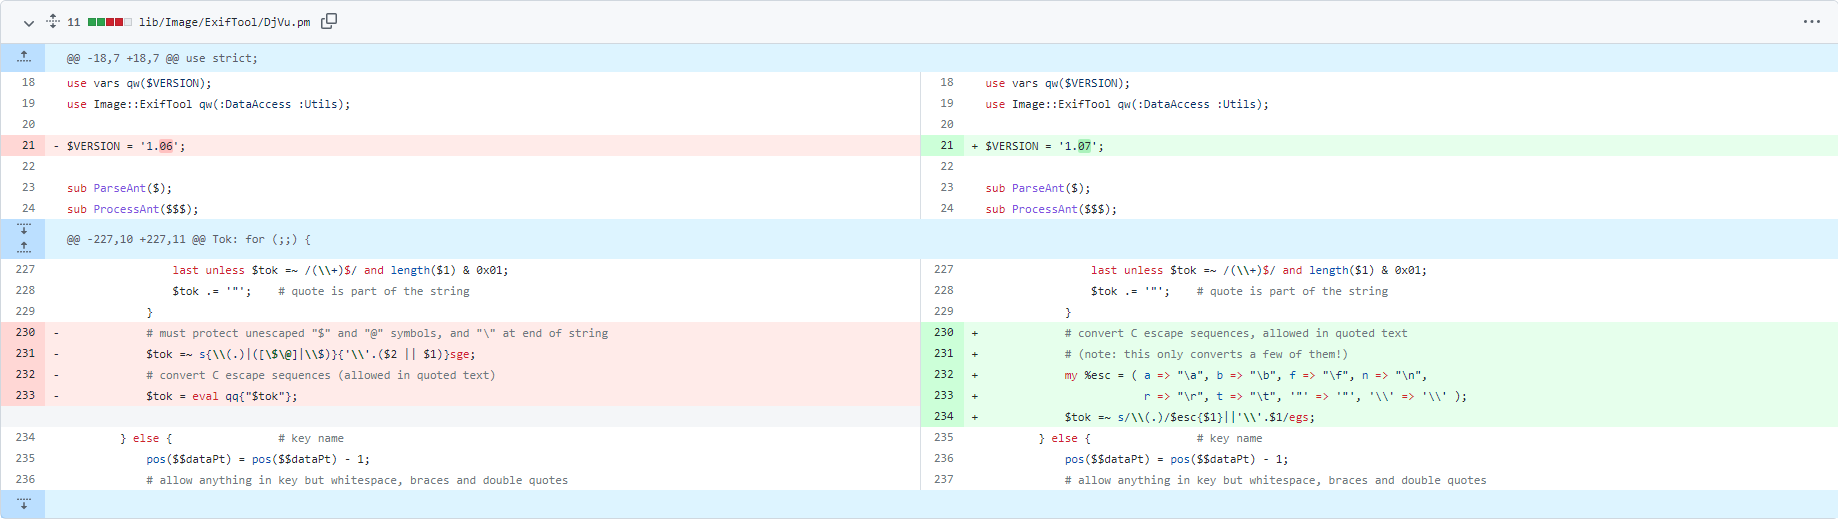 11 lib/Image/ExifTool/DjVu.pm
@@ -18,7 +18,7 @@ use strict;
18 use vars qw($VERSION);
19 use Image::ExifTool qw(:DataAccess :Utils);
20
21 - $VERSION = '1.06';
22
23 sub ParseAnt($);
24 sub ProcessAnt($$$);
18 use vars qw($VERSION);
19 use Image::ExifTool qw(:DataAccess :Utils);
20
21 + $VERSION = '1.07';
22
23 sub ParseAnt($);
24 sub ProcessAnt($$$);
@@ -227,10 +227,11 @@ Tok: for (;;) {
227 last unless $tok =~ /(\\+)$/ and length($1) & 0x01;
228 $tok .= '"'; # quote is part of the string
229 }
230 - # must protect unescaped "$" and "@" symbols, and "\" at end of string
231 - $tok =~ s{\\(.)|([\$\@]|\\$)}{'\\'.($2 || $1)}sge;
232 - # convert C escape sequences (allowed in quoted text)
233 - $tok = eval qq{"$tok"};
234 } else { # key name
235 pos($$dataPt) = pos($$dataPt) - 1;
236 # allow anything in key but whitespace, braces and double quotes
227 last unless $tok =~ /(\\+)$/ and length($1) & 0x01;
228 $tok .= '"'; # quote is part of the string
229 }
230 + # convert C escape sequences, allowed in quoted text
231 + # (note: this only converts a few of them!)
232 + my %esc = ( a => "\a", b => "\b", f => "\f", n => "\n",
233 + r => "\r", t => "\t", '"' => '"', '\\' => '\\' );
234 + $tok =~ s/\\(.)/$esc{$1}||'\\'.$1/egs;
235 } else { # key name
236 pos($$dataPt) = pos($$dataPt) - 1;
237 # allow anything in key but whitespace, braces and double quotes